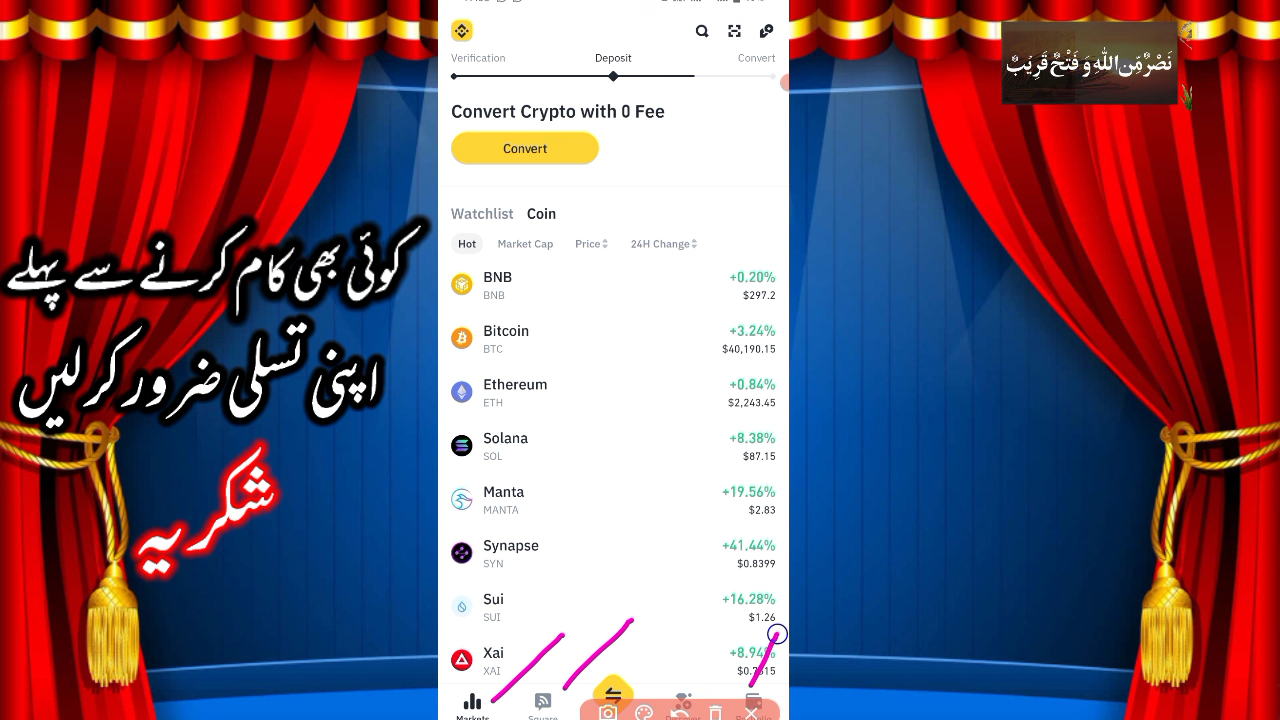 نَصْرٌ مِّنَ اللّٰهِ وَ فَتْحٌ قَرِیْبٌ
کوئی بھی کام کرنے سے پہلے
اپنی تسلی ضرور کرلیں
شکریہ
Verification Deposit Convert
Convert Crypto with 0 Fee
Convert
Watchlist Coin
Hot Market Cap Price 24H Change
BNB +0.20%
BNB $297.2
Bitcoin +3.24%
BTC $40,190.15
Ethereum +0.84%
ETH $2,243.45
Solana +8.38%
SOL $87.15
Manta +19.56%
MANTA $2.83
Synapse +41.44%
SYN $0.8399
Sui +16.28%
SUI $1.26
Xai +8.94%
XAI
Markets Square